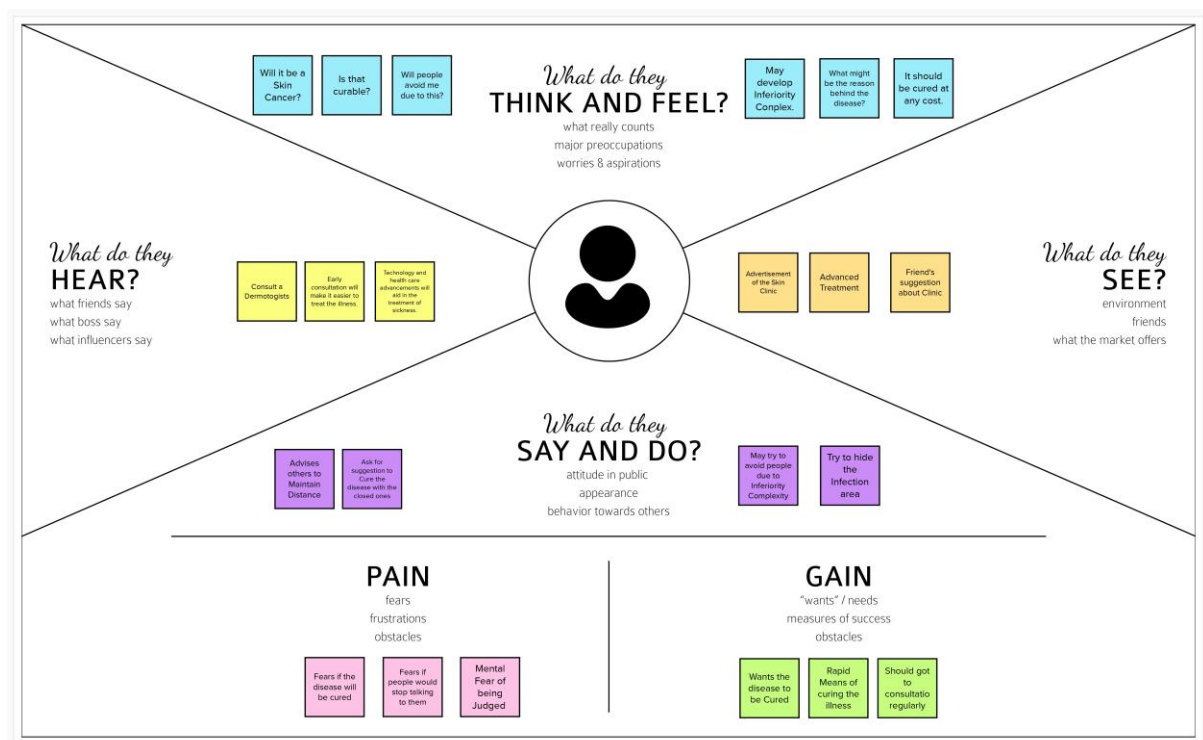 What do they
THINK AND FEEL?
what really counts
major preoccupations
worries & aspirations
Will it be a
Skin
Cancer?
Is that
curable?
Will people
avoid me
due to this?
May
develop
Inferiority
Conplex.
What might
be the reason
behind the
disease?
It should
be cured at
any cost.
What do they
HEAR?
what friends say
what boss say
what influencers say
Consult a
Dermotogists
Early
consultation will
make it easier to
treat the illness.
Technology and
health care
advancements will
aid in the
treatment of
sickness.
Advertisement
of the Skin
Clinic
Advanced
Treatment
Friend's
suggestion
about Clinic
What do they
SEE?
environment
friends
what the market offers
What do they
SAY AND DO?
attitude in public
appearance
behavior towards others
Advises
others to
Maintain
Distance
Ask for
suggestion to
Cure the
disease with the
closed ones
May try to
avoid people
due to
Inferiority
Complexity
Try to hide
the
Infection
area
PAIN
fears
frustrations
obstacles
Fears if the
disease will
be cured
Fears if
people would
stop talking
to them
Mental
Fear of
being
Judged
GAIN
"wants" / needs
measures of success
obstacles
Wants the
disease to
be Cured
Rapid
Means of
curing the
illness
Should got
to
consultatio
regularly